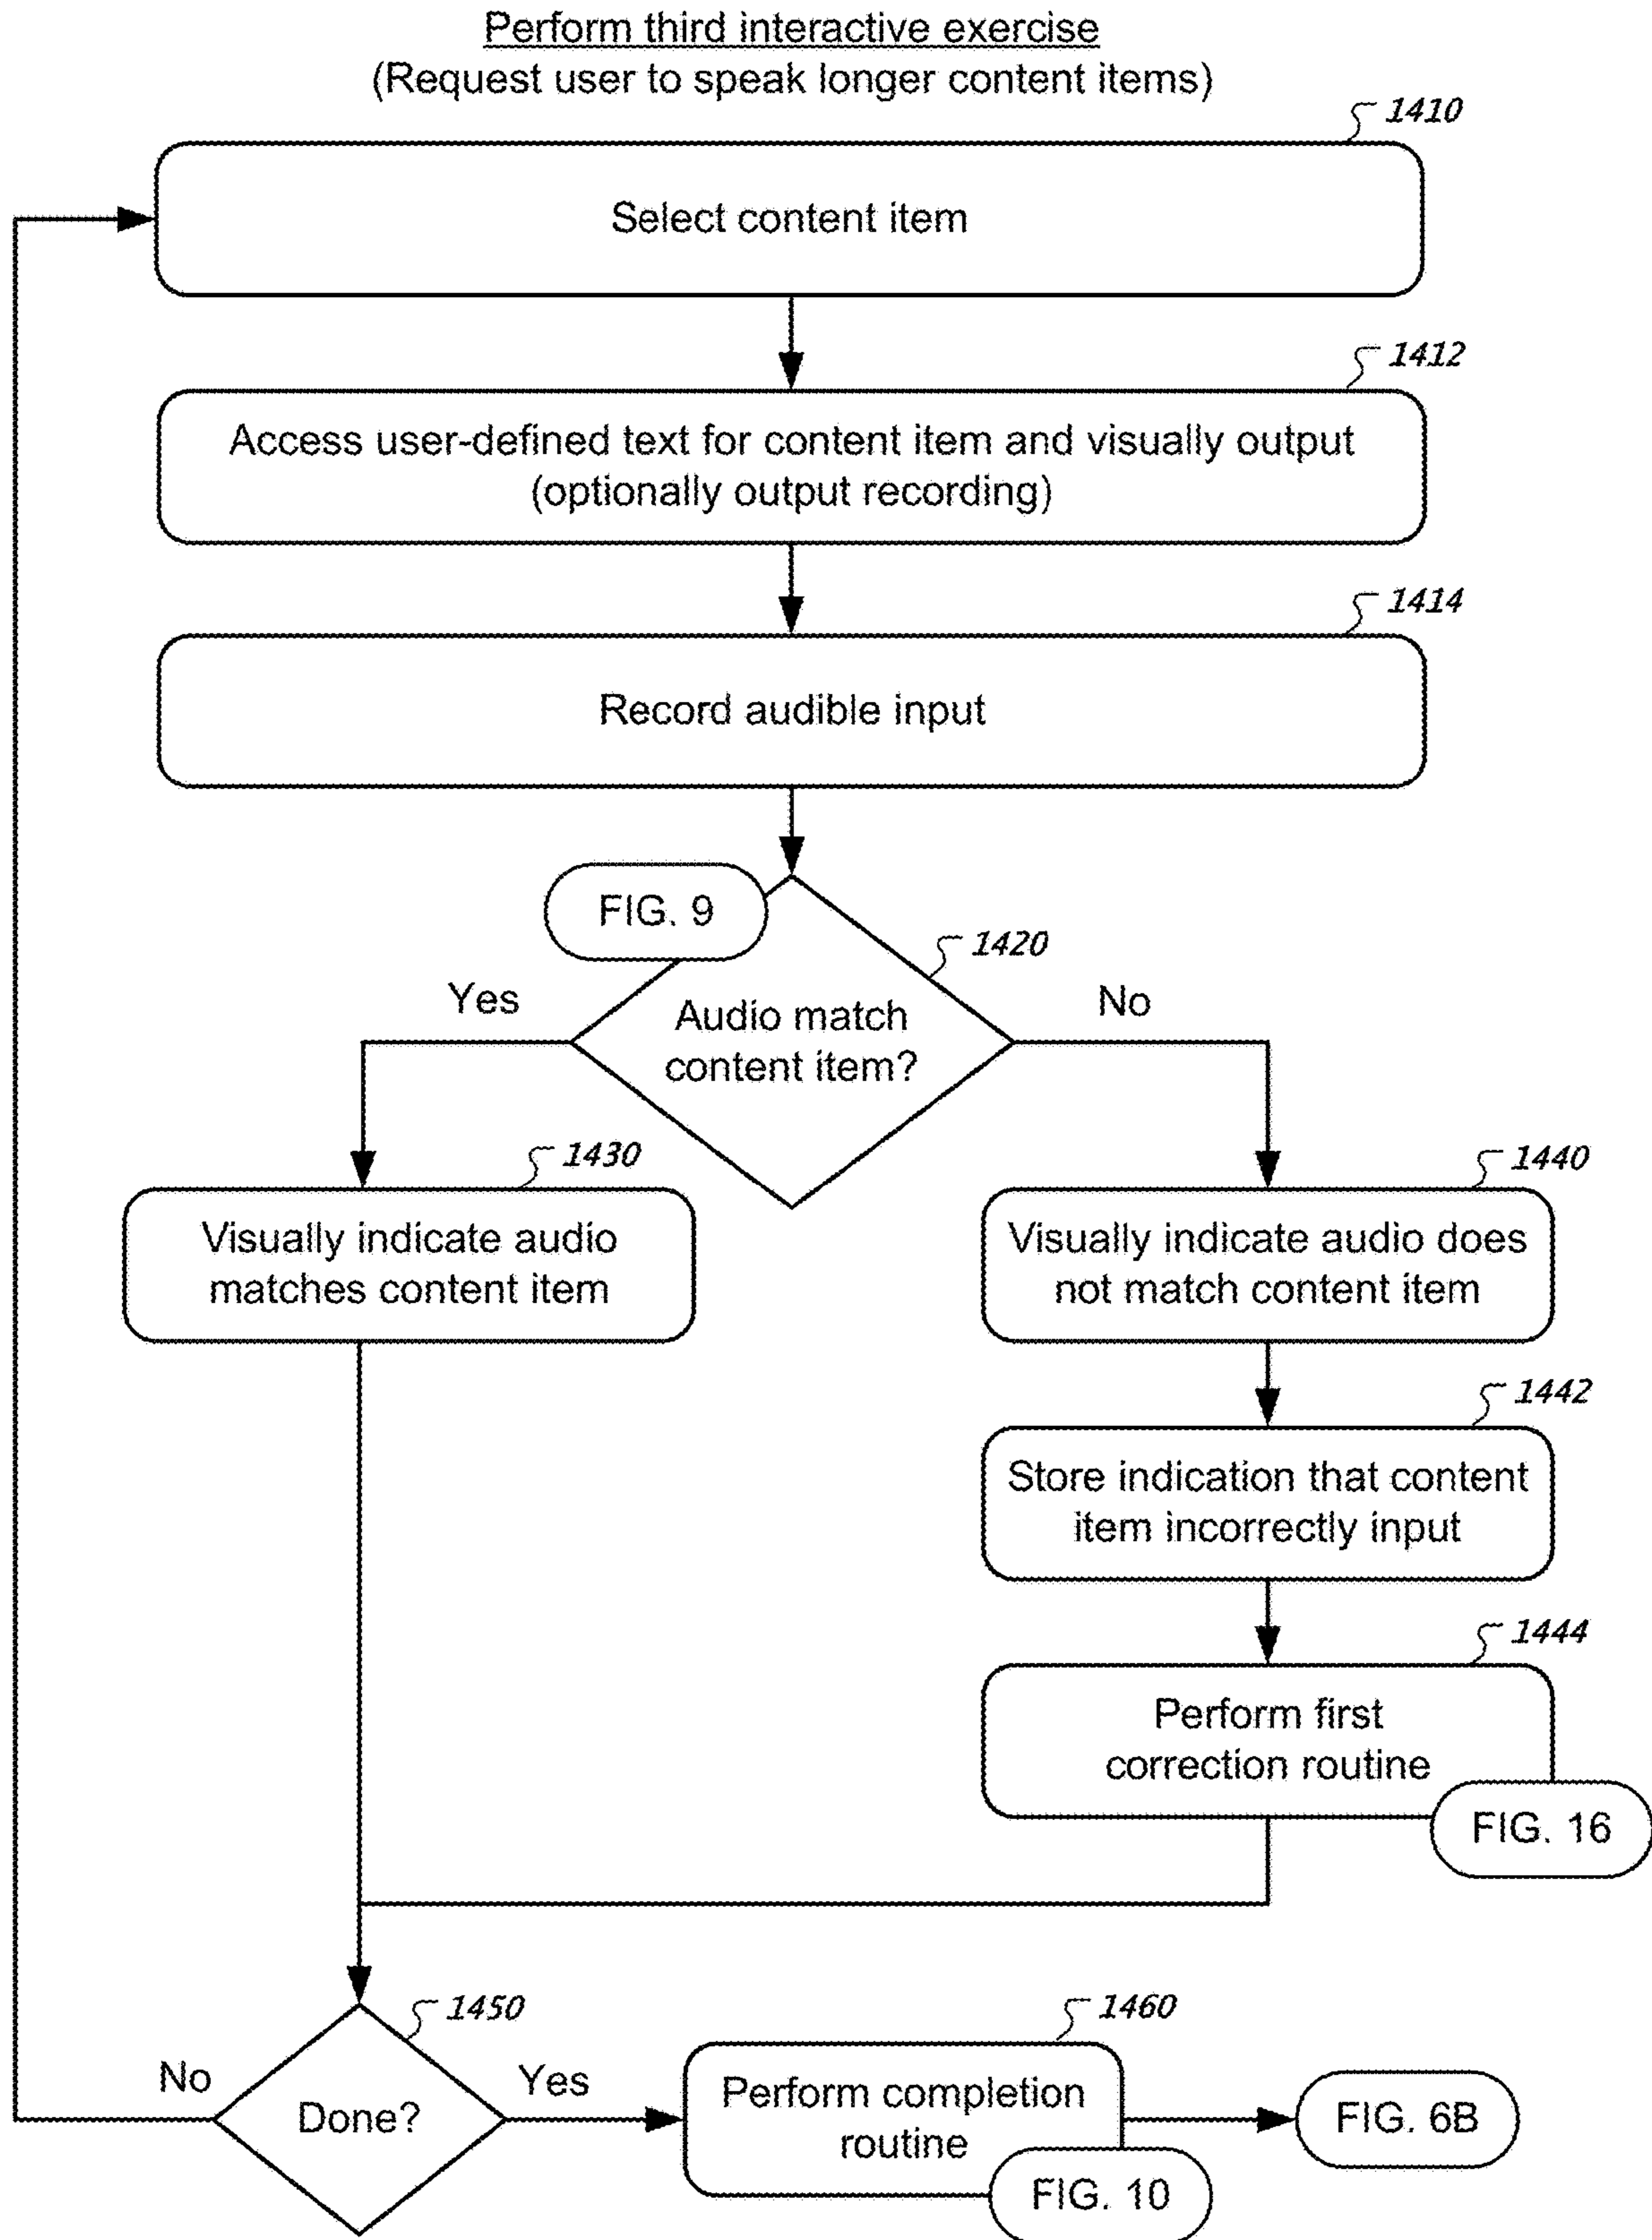 Perform third interactive exercise
(Request user to speak longer content items)
1410
Select content item
1412
Access user-defined text for content item and visually output
(optionally output recording)
1414
Record audible input
FIG. 9
1420
Yes
No
Audio match
content item?
1430
1440
Visually indicate audio
matches content item
Visually indicate audio does
not match content item
1442
Store indication that content
item incorrectly input
1444
Perform first
correction routine
FIG. 16
1450
1460
No
Done?
Yes
Perform completion
routine
FIG. 10
FIG. 6B